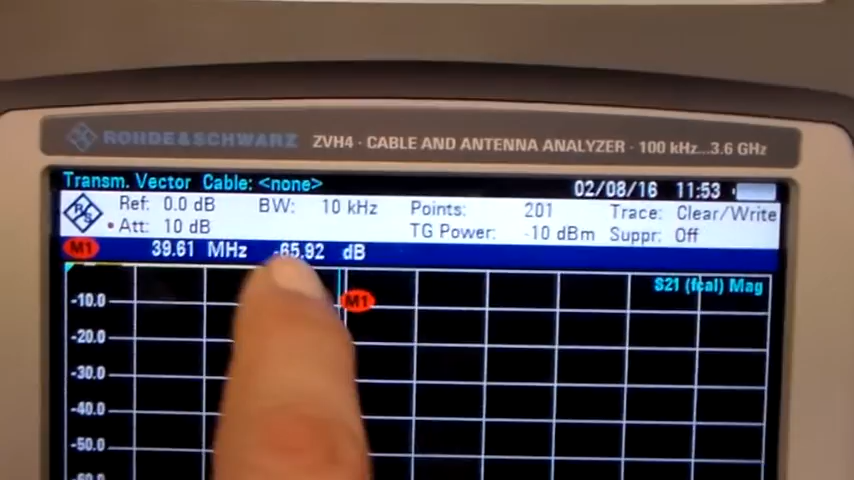 ROHDE&SCHWARZ ZVH4 · CABLE AND ANTENNA ANALYZER · 100 kHz...3.6 GHz
Transm. Vector Cable: <none> 02/08/16 11:53
Ref: 0.0 dB BW: 10 kHz Points: 201 Trace: Clear/Write
Att: 10 dB TG Power: -10 dBm Suppr: Off
M1 39.61 MHz -65.92 dB
S21 (fcal) Mag
M1
-10.0
-20.0
-30.0
-40.0
-50.0